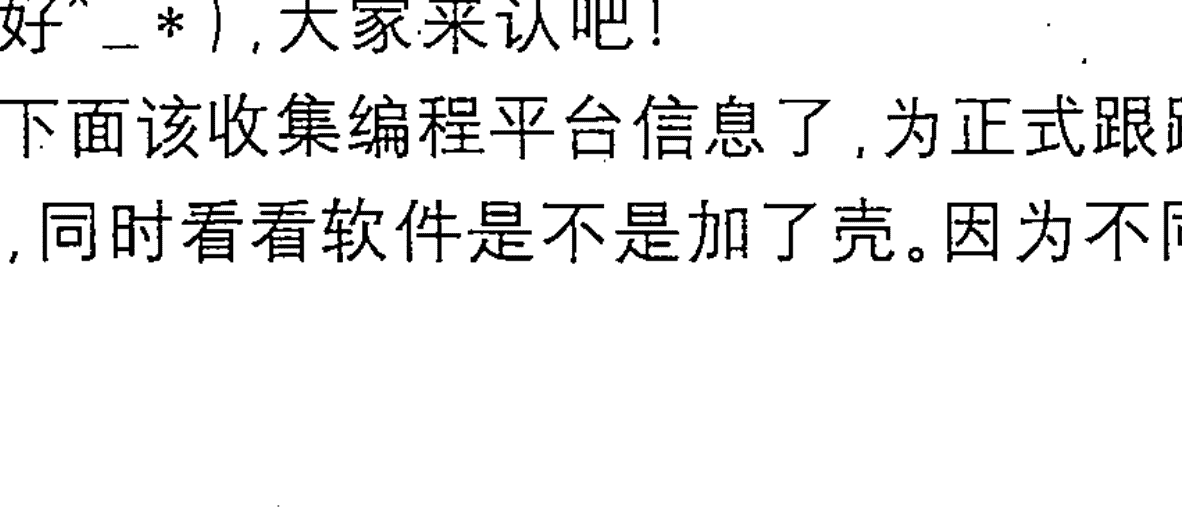 好^_*),大家来认吧!
下面该收集编程平台信息了,为正式跟
,同时看看软件是不是加了壳。因为不同